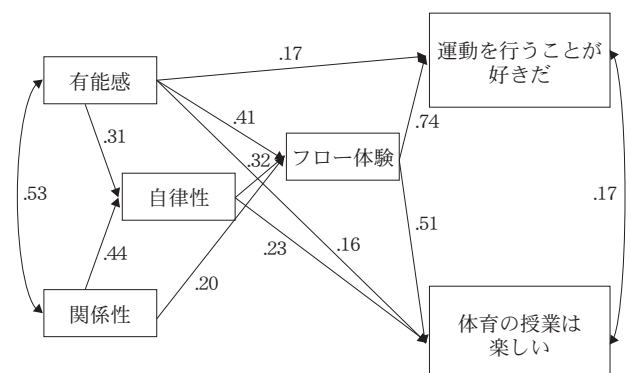 運動を行うことが
好きだ
.17
有能感
.41
.74
.31
.32
フロー体験
.53
自律性
.17
.51
.44
.23
.16
.20
関係性
体育の授業は
楽しい